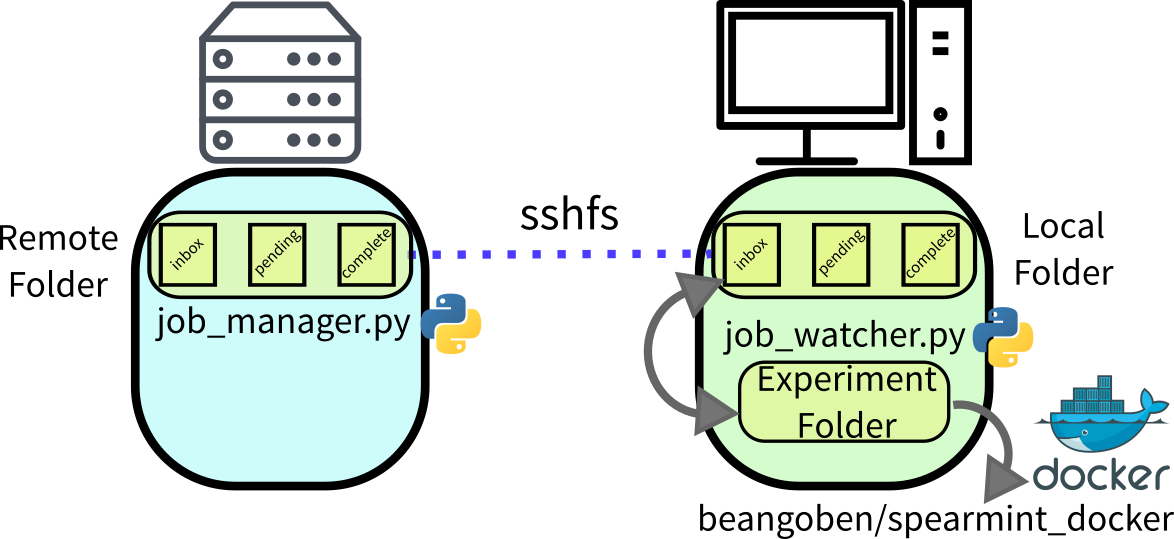 sshfs
Remote
Folder
inbox
pending
complete
job_manager.py
inbox
pending
complete
Local
Folder
job_watcher.py
Experiment
Folder
docker
beangoben/spearmint_docker